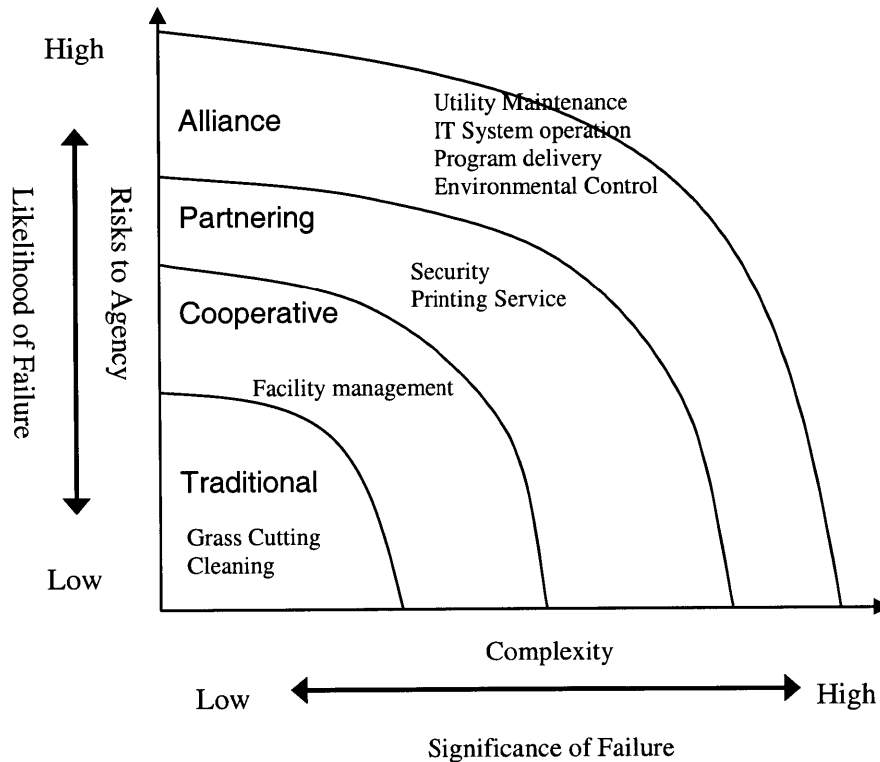 High
Alliance
Utility Maintenance
IT System operation
Program delivery
Environmental Control
Likelihood of Failure
Risks to Agency
Partnering
Security
Printing Service
Cooperative
Facility management
Traditional
Grass Cutting
Cleaning
Low
Complexity
Low
High
Significance of Failure